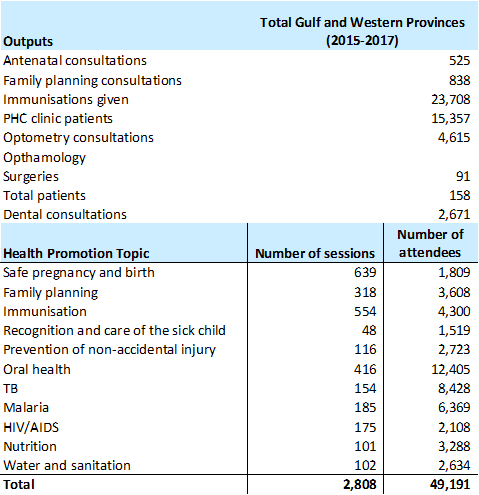 Outputs Total Gulf and Western Provinces (2015-2017)
Antenatal consultations 525
Family planning consultations 838
Immunisations given 23,708
PHC clinic patients 15,357
Optometry consultations 4,615
Opthamology
Surgeries 91
Total patients 158
Dental consultations 2,671
Health Promotion Topic Number of sessions Number of attendees
Safe pregnancy and birth 639 1,809
Family planning 318 3,608
Immunisation 554 4,300
Recognition and care of the sick child 48 1,519
Prevention of non-accidental injury 116 2,723
Oral health 416 12,405
TB 154 8,428
Malaria 185 6,369
HIV/AIDS 175 2,108
Nutrition 101 3,288
Water and sanitation 102 2,634
Total 2,808 49,191